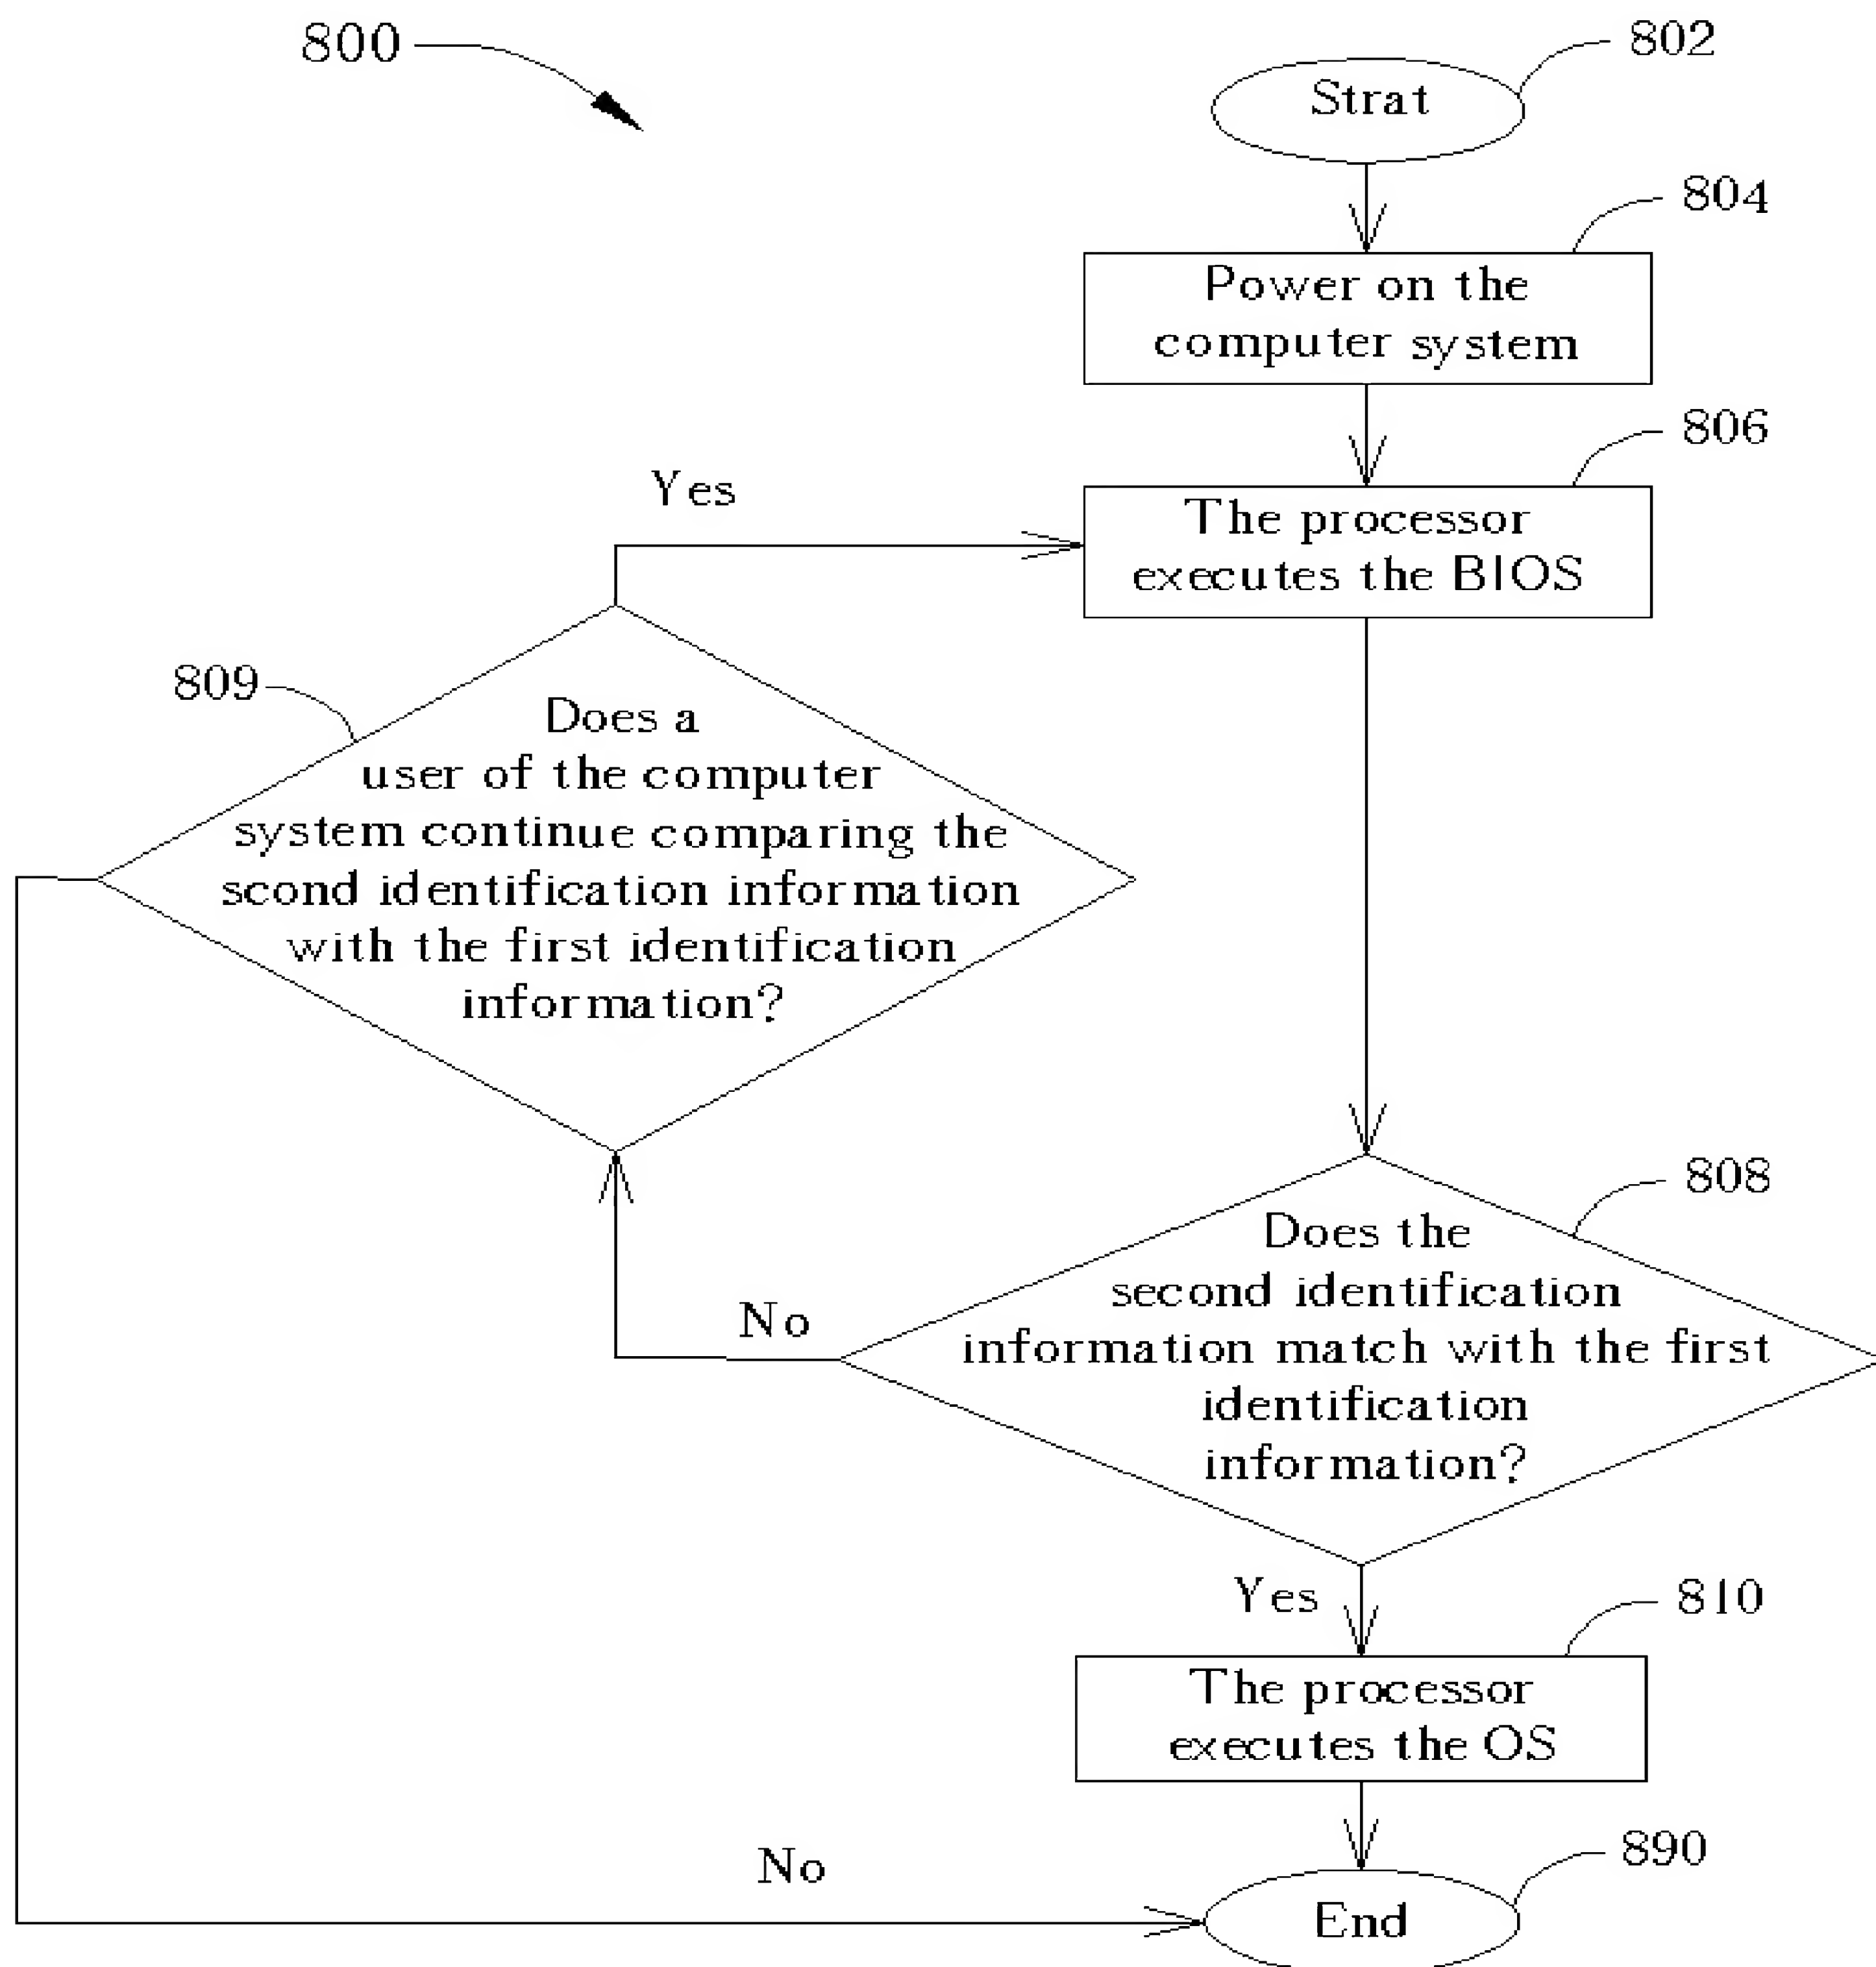 800
802
Strat
804
Power on the
computer system
806
Yes
The processor
executes the BIOS
809
Does a
user of the computer
system continue comparing the
scond identification information
with the first identification
information?
808
Does the
second identification
information match with the first
identification
information?
No
Yes
810
The processor
executes the OS
890
No
End